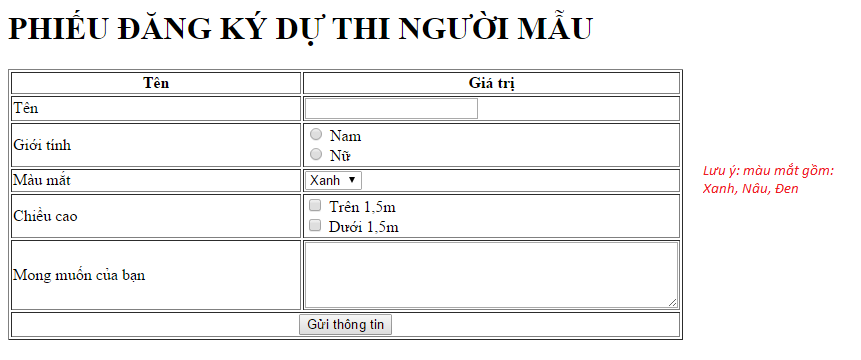 PHIẾU ĐĂNG KÝ DỰ THI NGƯỜI MẪU
Tên Giá trị
Tên
Giới tính
Nam
Nữ
Màu mắt Xanh
Chiều cao
Trên 1,5m
Dưới 1,5m
Mong muốn của bạn
Gửi thông tin
Lưu ý: màu mắt gồm:
Xanh, Nâu, Đen